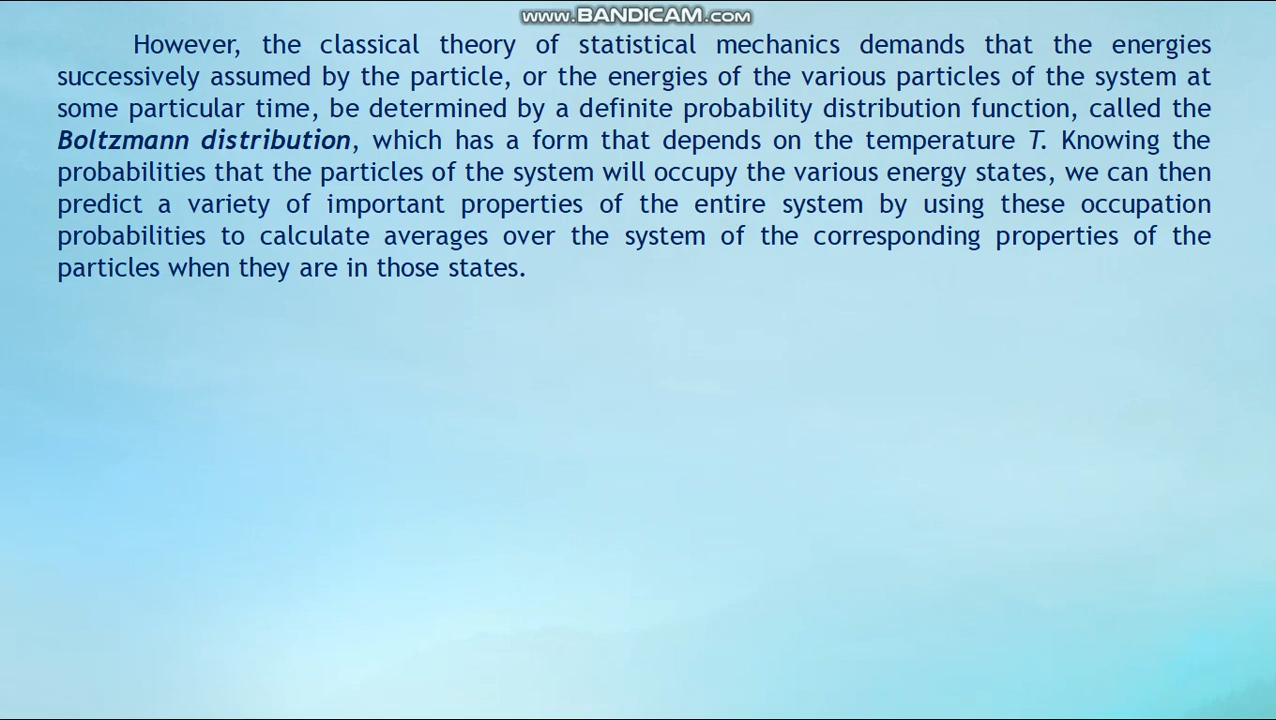 www.BANDICAM.com
However, the classical theory of statistical mechanics demands that the energies
successively assumed by the particle, or the energies of the various particles of the system at
some particular time, be determined by a definite probability distribution function, called the
Boltzmann distribution, which has a form that depends on the temperature T. Knowing the
probabilities that the particles of the system will occupy the various energy states, we can then
predict a variety of important properties of the entire system by using these occupation
probabilities to calculate averages over the system of the corresponding properties of the
particles when they are in those states.